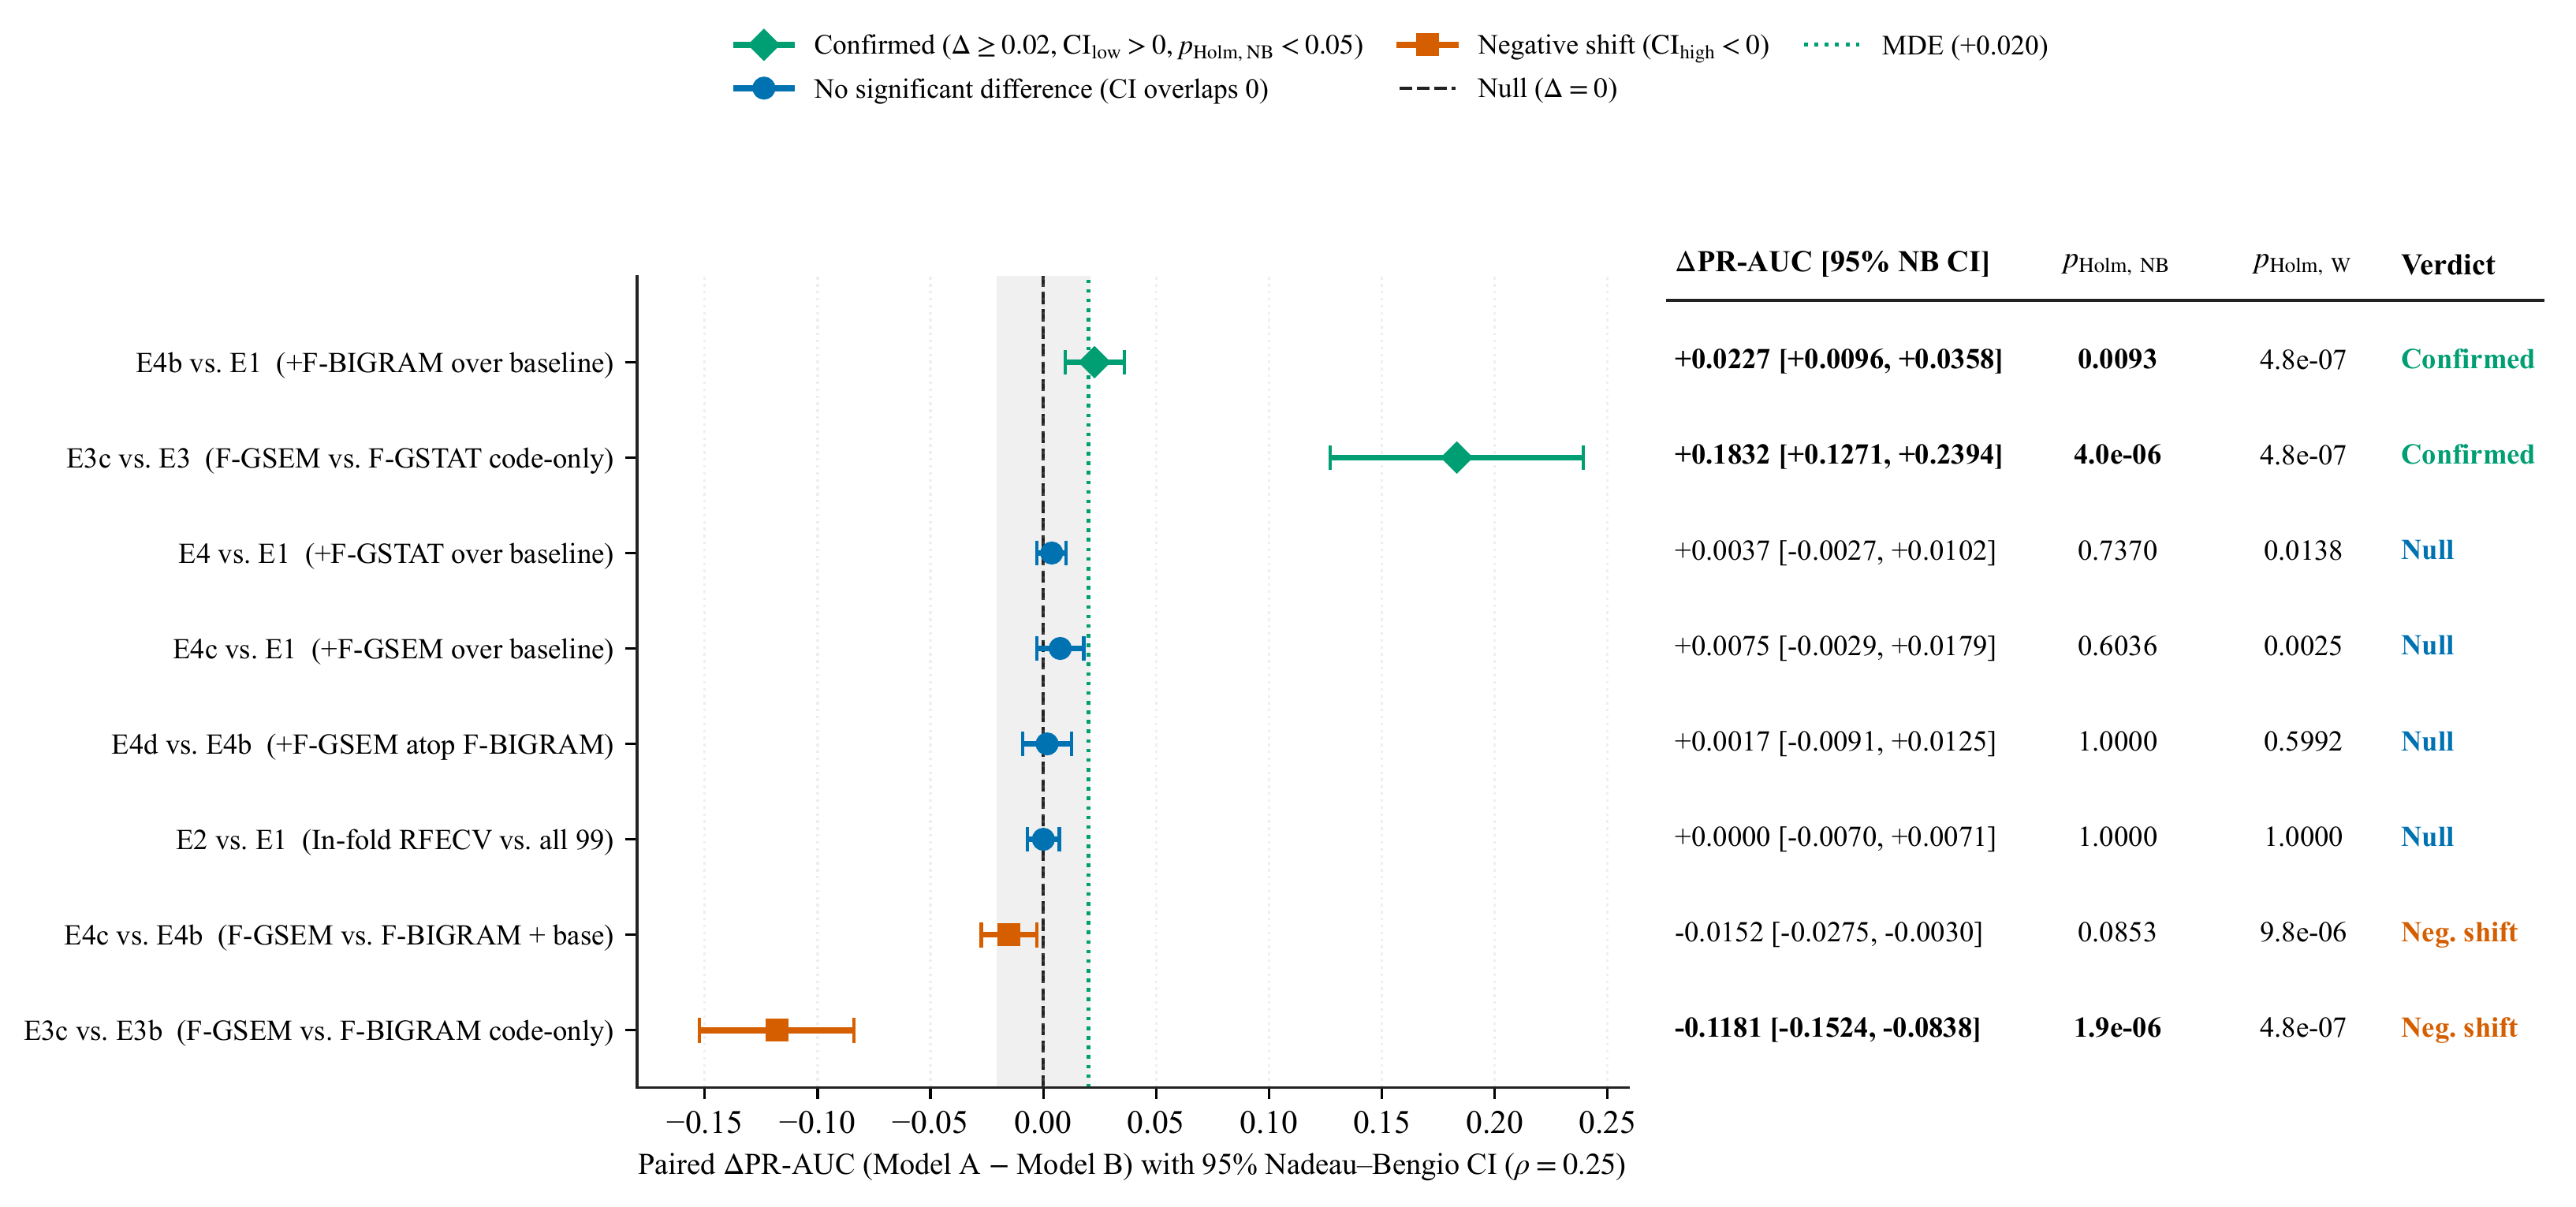 Confirmed (Δ ≥ 0.02, CI_low > 0, p_Holm, NB < 0.05)
No significant difference (CI overlaps 0)
Negative shift (CI_high < 0)
Null (Δ = 0)
MDE (+0.020)
ΔPR-AUC [95% NB CI] p_Holm, NB p_Holm, W Verdict
E4b vs. E1 (+F-BIGRAM over baseline) +0.0227 [+0.0096, +0.0358] 0.0093 4.8e-07 Confirmed
E3c vs. E3 (F-GSEM vs. F-GSTAT code-only) +0.1832 [+0.1271, +0.2394] 4.0e-06 4.8e-07 Confirmed
E4 vs. E1 (+F-GSTAT over baseline) +0.0037 [-0.0027, +0.0102] 0.7370 0.0138 Null
E4c vs. E1 (+F-GSEM over baseline) +0.0075 [-0.0029, +0.0179] 0.6036 0.0025 Null
E4d vs. E4b (+F-GSEM atop F-BIGRAM) +0.0017 [-0.0091, +0.0125] 1.0000 0.5992 Null
E2 vs. E1 (In-fold RFECV vs. all 99) +0.0000 [-0.0070, +0.0071] 1.0000 1.0000 Null
E4c vs. E4b (F-GSEM vs. F-BIGRAM + base) -0.0152 [-0.0275, -0.0030] 0.0853 9.8e-06 Neg. shift
E3c vs. E3b (F-GSEM vs. F-BIGRAM code-only) -0.1181 [-0.1524, -0.0838] 1.9e-06 4.8e-07 Neg. shift
−0.15 −0.10 −0.05 0.00 0.05 0.10 0.15 0.20 0.25
Paired ΔPR-AUC (Model A − Model B) with 95% Nadeau–Bengio CI (ρ = 0.25)